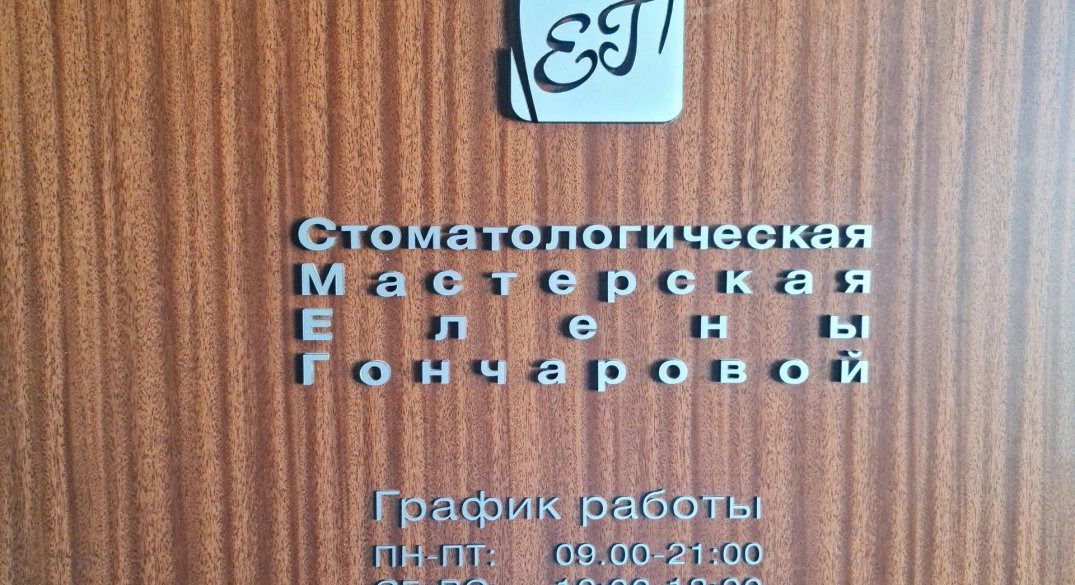 ЕГ
Стоматологическая
Мастерская
Елены
Гончаровой
График работы
ПН-ПТ: 09.00-21:00